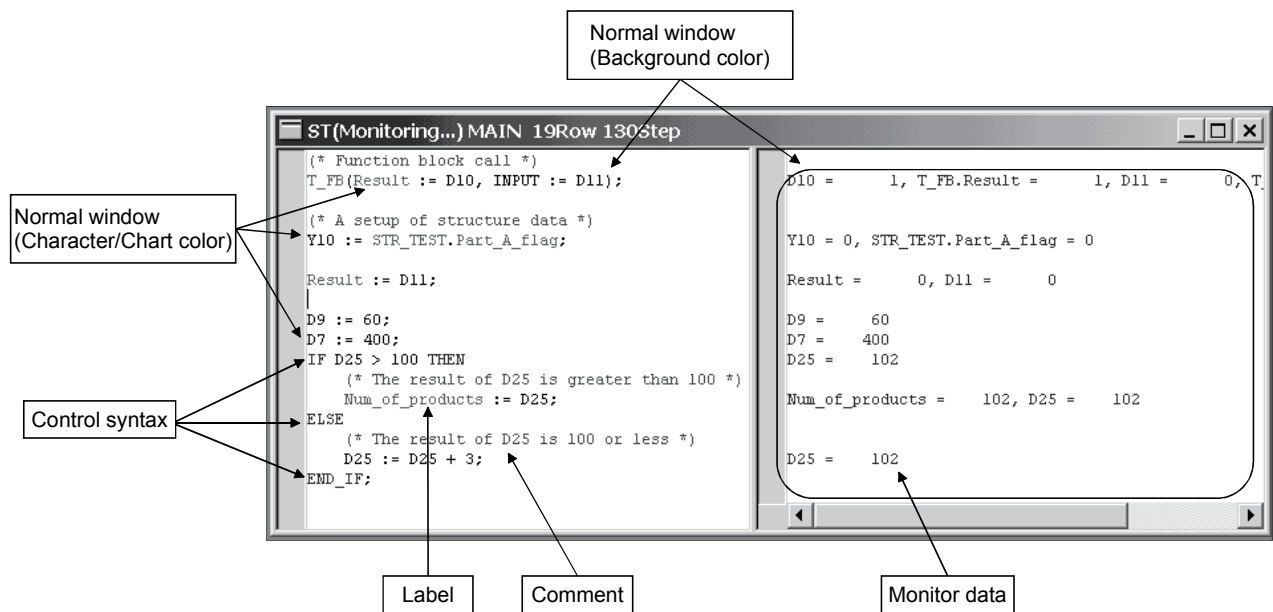 Normal window
(Background color)
ST(Monitoring...) MAIN 19Row 130Step
(* Function block call *)
T_FB(Result := D10, INPUT := D11);
(* A setup of structure data *)
Y10 := STR_TEST.Part_A_flag;
Result := D11;
D9 := 60;
D7 := 400;
IF D25 > 100 THEN
(* The result of D25 is greater than 100 *)
Num_of_products := D25;
ELSE
(* The result of D25 is 100 or less *)
D25 := D25 + 3;
END_IF;
D10 = 1, T_FB.Result = 1, D11 = 0, T_
Y10 = 0, STR_TEST.Part_A_flag = 0
Result = 0, D11 = 0
D9 = 60
D7 = 400
D25 = 102
Num_of_products = 102, D25 = 102
D25 = 102
Normal window
(Character/Chart color)
Control syntax
Label
Comment
Monitor data